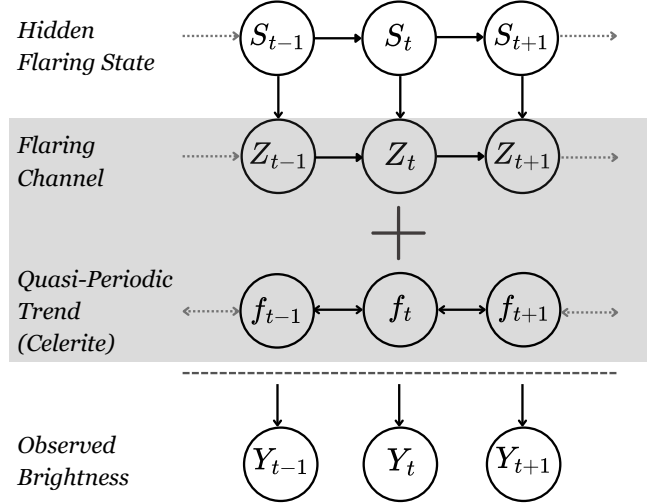 Hidden
Flaring State
S_{t−1} S_t S_{t+1}
Flaring
Channel
Z_{t−1} Z_t Z_{t+1}
+
Quasi-Periodic
Trend
(Celerite)
f_{t−1} f_t f_{t+1}
Observed
Brightness
Y_{t−1} Y_t Y_{t+1}